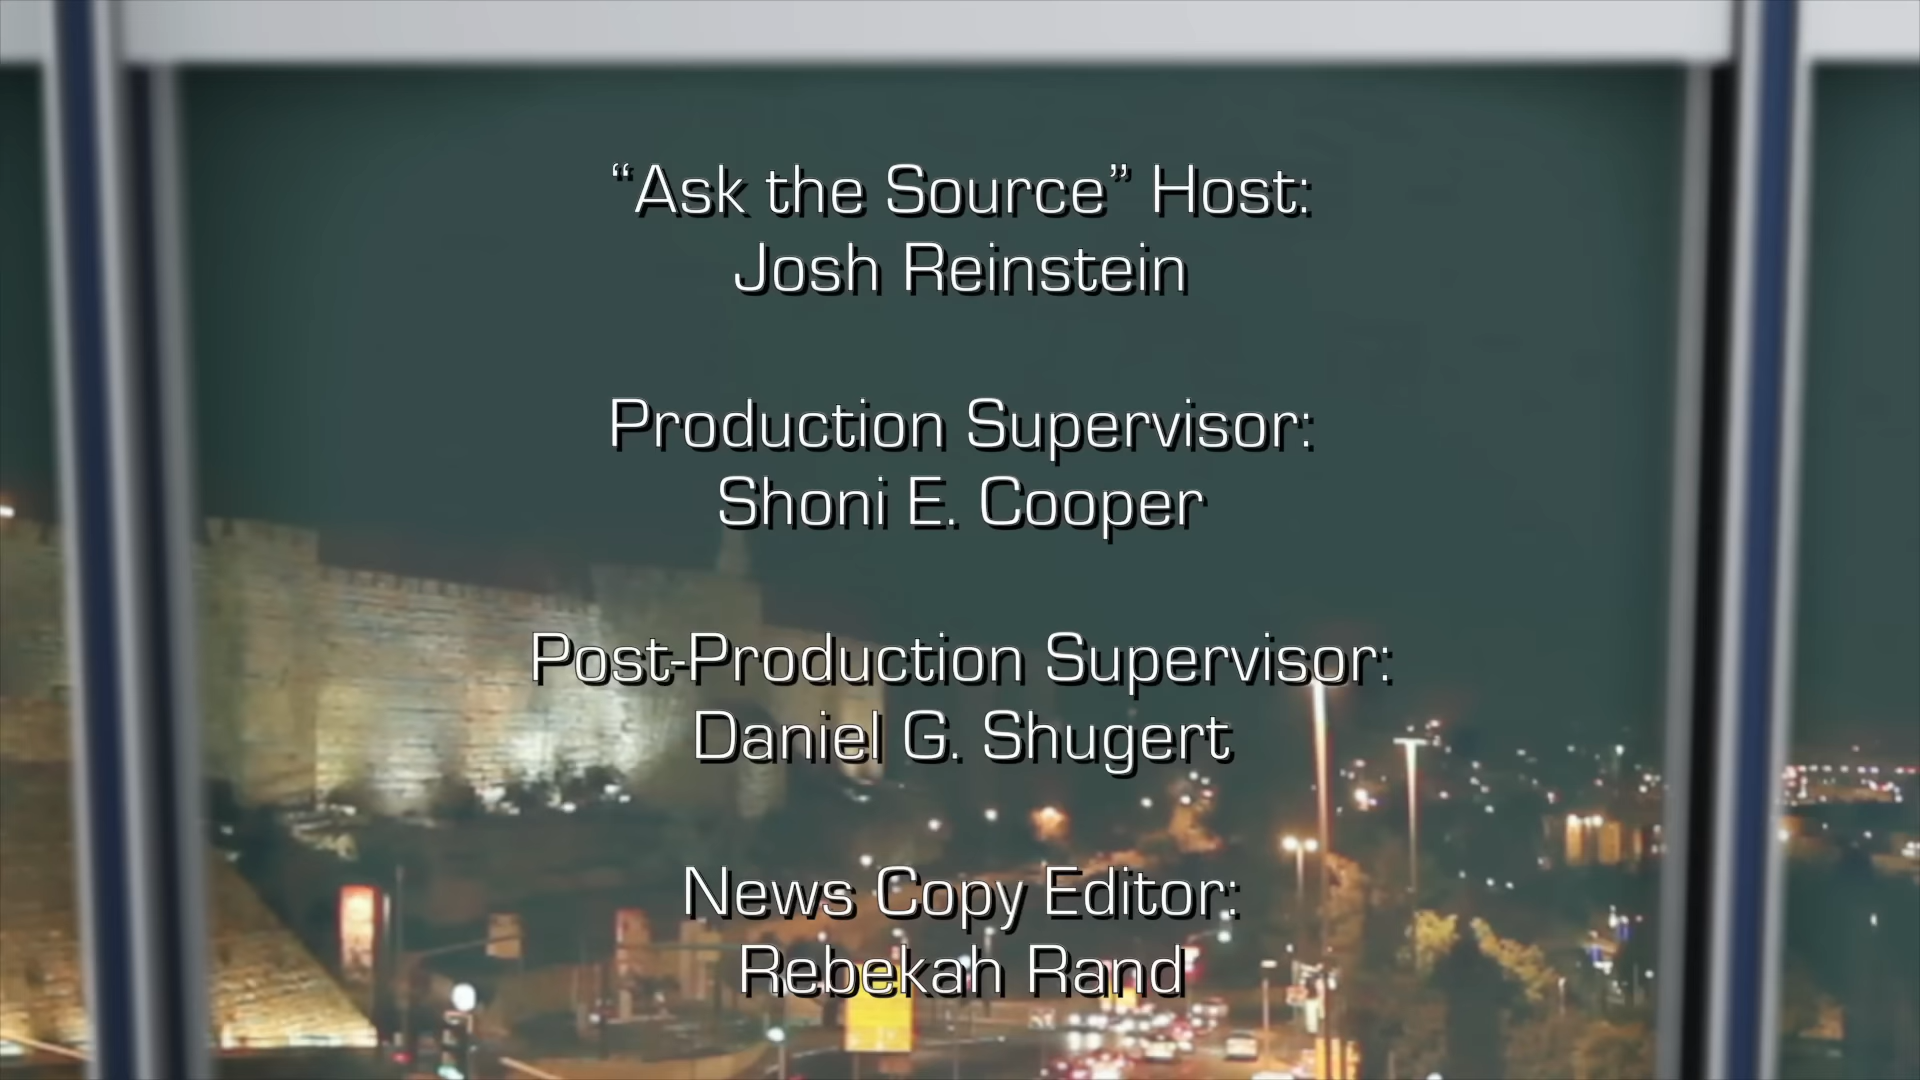 “Ask the Source” Host:
Josh Reinstein
Production Supervisor:
Shoni E. Cooper
Post-Production Supervisor:
Daniel G. Shugert
News Copy Editor:
Rebekah Rand